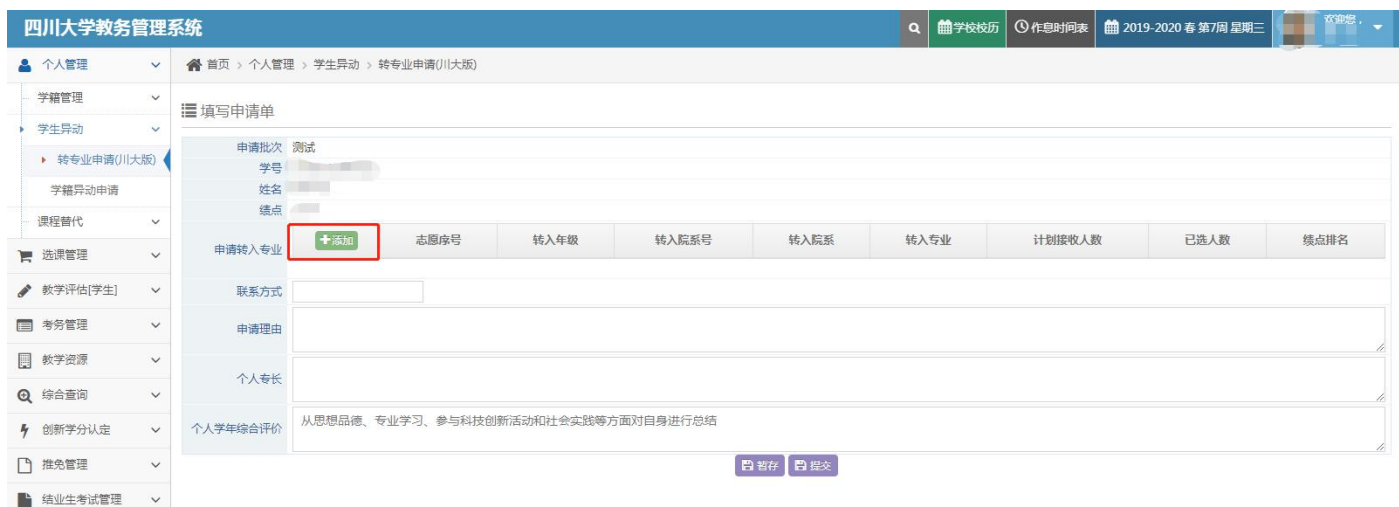 四川大学教务管理系统
学校校历
作息时间表
2019-2020 春 第7周 星期三
欢迎您，
个人管理
首页 > 个人管理 > 学生异动 > 转专业申请(川大版)
学籍管理
学生异动
转专业申请(川大版)
学籍异动申请
课程替代
选课管理
教学评估[学生]
考务管理
教学资源
综合查询
创新学分认定
推免管理
结业生考试管理
填写申请单
申请批次 测试
学号
姓名
绩点
申请转入专业 +添加 志愿序号 转入年级 转入院系号 转入院系 转入专业 计划接收人数 已选人数 绩点排名
联系方式
申请理由
个人专长
个人学年综合评价 从思想品德、专业学习、参与科技创新活动和社会实践等方面对自身进行总结
暂存 提交